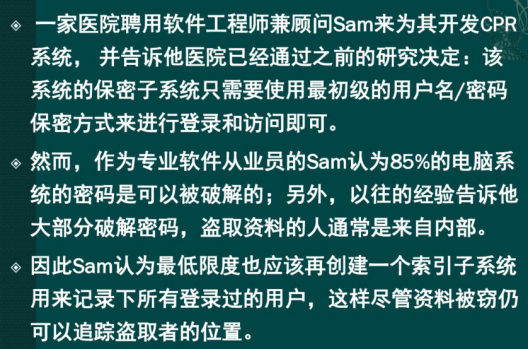 一家医院聘用软件工程师兼顾问Sam来为其开发CPR
系统， 并告诉他医院已经通过之前的研究决定：该
系统的保密子系统只需要使用最初级的用户名/密码
保密方式来进行登录和访问即可。
然而，作为专业软件从业员的Sam认为85%的电脑系
统的密码是可以被破解的；另外，以往的经验告诉他
大部分破解密码，盗取资料的人通常是来自内部。
因此Sam认为最低限度也应该再创建一个索引子系统
用来记录下所有登录过的用户，这样尽管资料被窃仍
可以追踪盗取者的位置。